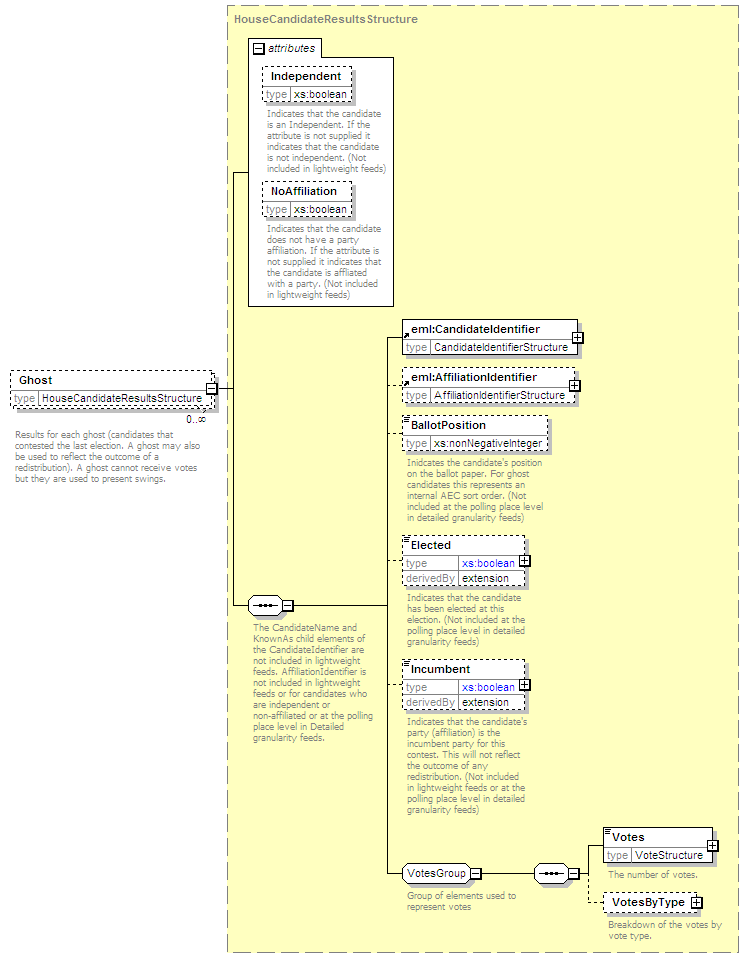 HouseCandidateResultsStructure
attributes
Independent
type xs:boolean
Indicates that the candidate
is an Independent. If the
attribute is not supplied it
indicates that the candidate
is not independent. (Not
included in lightweight feeds)
NoAffiliation
type xs:boolean
Indicates that the candidate
does not have a party
affiliation. If the attribute is
not supplied it indicates that
the candidate is affliated
with a party. (Not included
in lightweight feeds)
Ghost
type HouseCandidateResultsStructure
0..∞
Results for each ghost (candidates that
contested the last election. A ghost may also
be used to reflect the outcome of a
redistribution). A ghost cannot receive votes
but they are used to present swings.
The CandidateName and
KnownAs child elements of
the CandidateIdentifier are
not included in lightweight
feeds. AffiliationIdentifier is
not included in lightweight
feeds or for candidates who
are independent or
non-affiliated or at the polling
place level in Detailed
granularity feeds.
eml:CandidateIdentifier
type CandidateIdentifierStructure
eml:AffiliationIdentifier
type AffiliationIdentifierStructure
BallotPosition
type xs:nonNegativeInteger
Indicates the candidate's position
on the ballot paper. For ghost
candidates this represents an
internal AEC sort order. (Not
included at the polling place level
in detailed granularity feeds)
Elected
type xs:boolean
derivedBy extension
Indicates that the candidate
has been elected at this
election. (Not included at the
polling place level in detailed
granularity feeds)
Incumbent
type xs:boolean
derivedBy extension
Indicates that the candidate's
party (affiliation) is the
incumbent party for this
contest. This will not reflect
the outcome of any
redistribution. (Not included
in lightweight feeds or at the
polling place level in detailed
granularity feeds)
VotesGroup
Group of elements used to
represent votes
Votes
type VoteStructure
The number of votes.
VotesByType
Breakdown of the votes by
vote type.